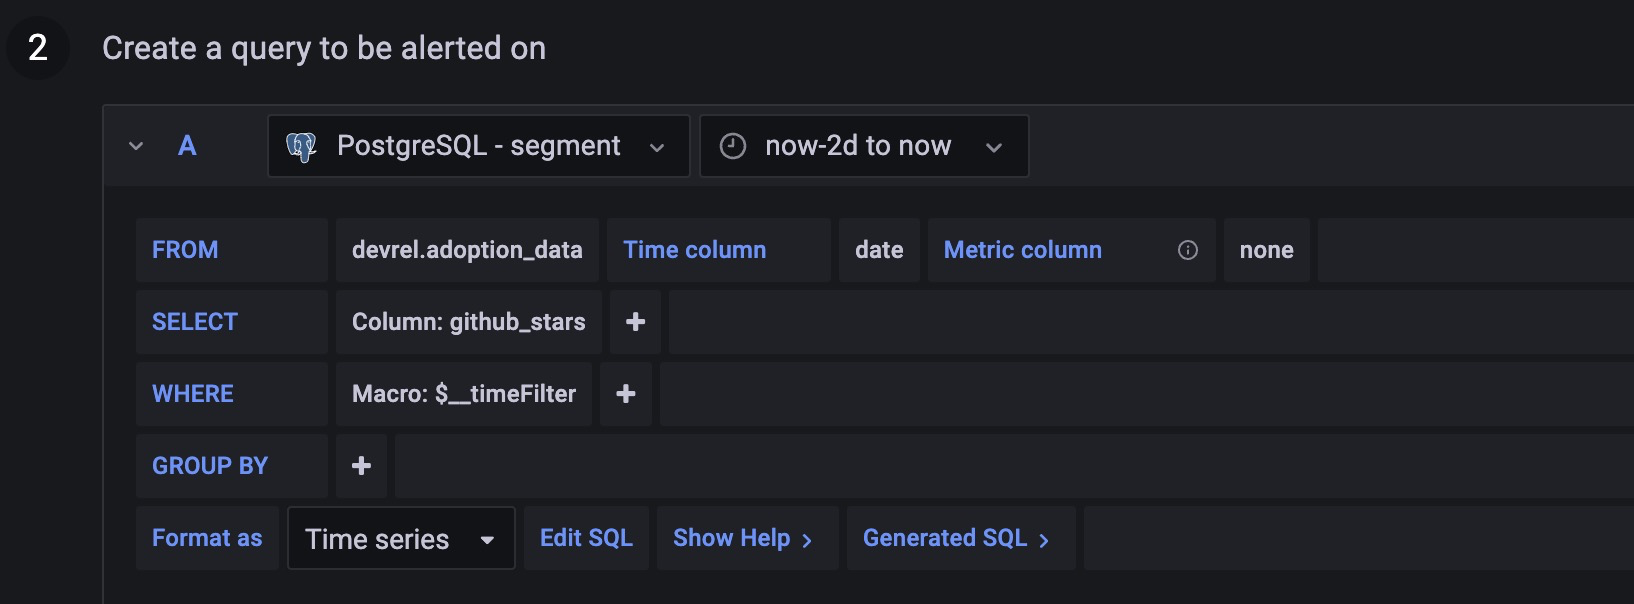 2 Create a query to be alerted on
A PostgreSQL - segment now-2d to now
FROM devrel.adoption_data Time column date Metric column none
SELECT Column: github_stars +
WHERE Macro: $__timeFilter +
GROUP BY +
Format as Time series Edit SQL Show Help > Generated SQL >